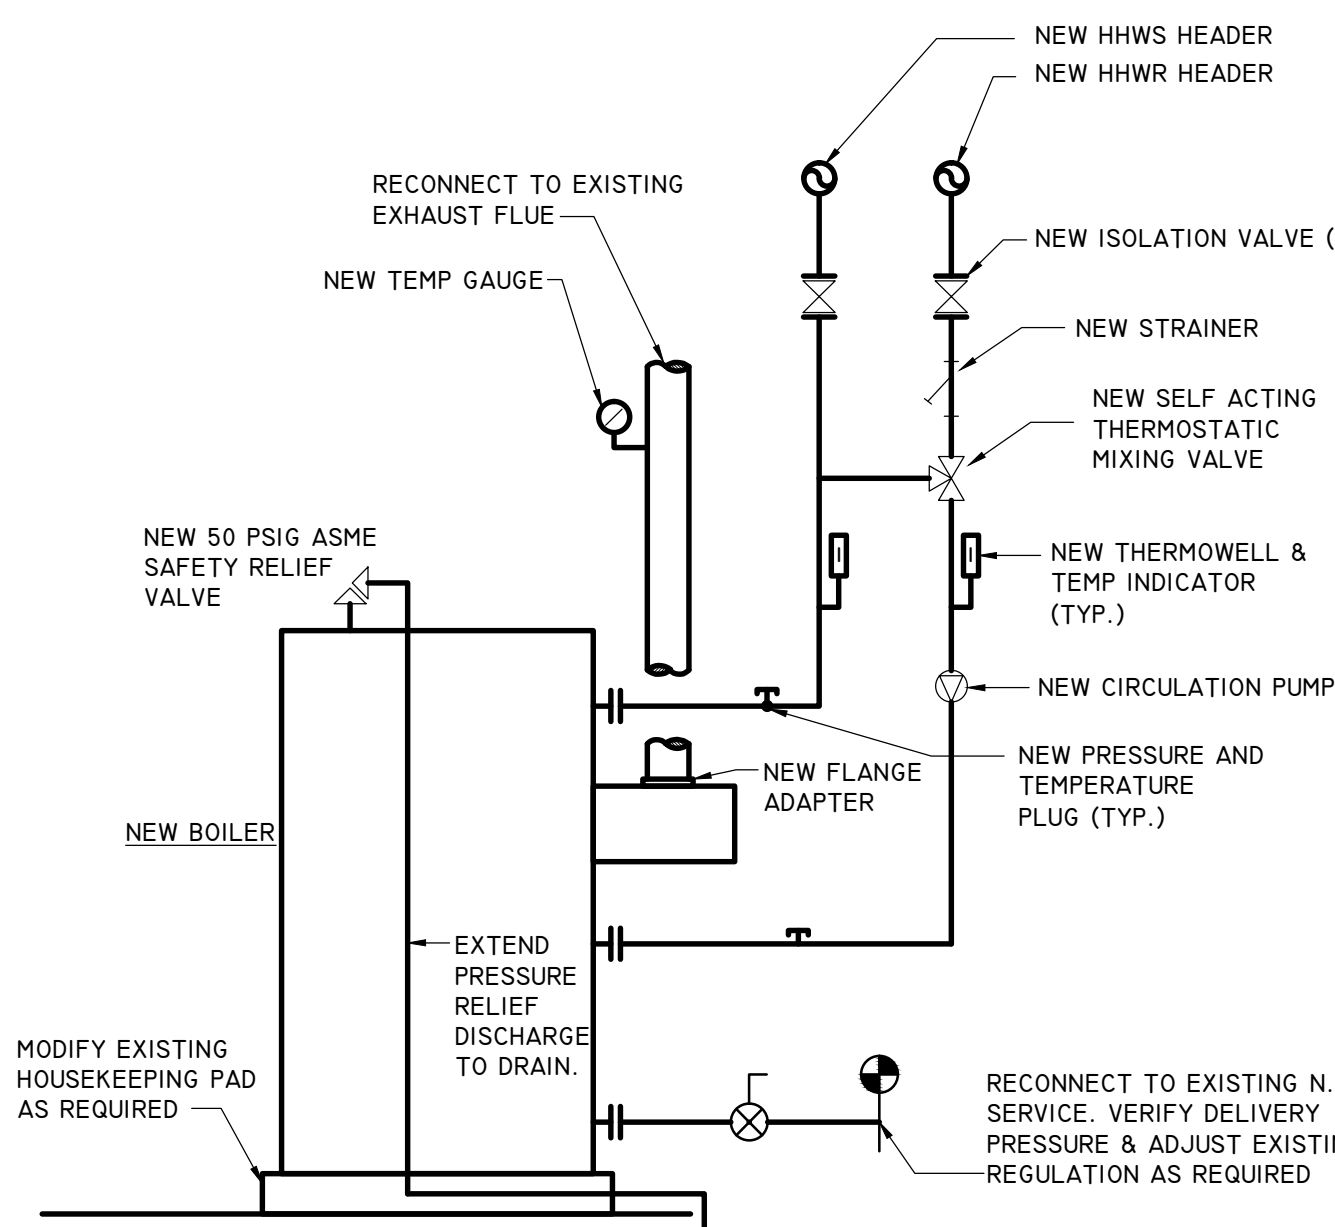 NEW HHWS HEADER
NEW HHWR HEADER
RECONNECT TO EXISTING
EXHAUST FLUE
NEW ISOLATION VALVE (
NEW TEMP GAUGE
NEW STRAINER
NEW SELF ACTING
THERMOSTATIC
MIXING VALVE
NEW 50 PSIG ASME
SAFETY RELIEF
VALVE
NEW THERMOWELL &
TEMP INDICATOR
(TYP.)
NEW CIRCULATION PUMP
NEW PRESSURE AND
TEMPERATURE
PLUG (TYP.)
NEW FLANGE
ADAPTER
NEW BOILER
EXTEND
PRESSURE
RELIEF
DISCHARGE
TO DRAIN.
MODIFY EXISTING
HOUSEKEEPING PAD
AS REQUIRED
RECONNECT TO EXISTING N.
SERVICE. VERIFY DELIVERY
PRESSURE & ADJUST
REGULATION AS REQUIRED